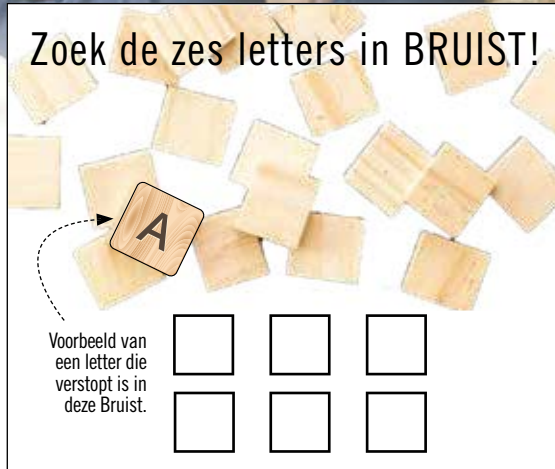 Zoek de zes letters in BRUIST!
A
Voorbeeld van
een letter die
verstopt is in
deze Bruist.